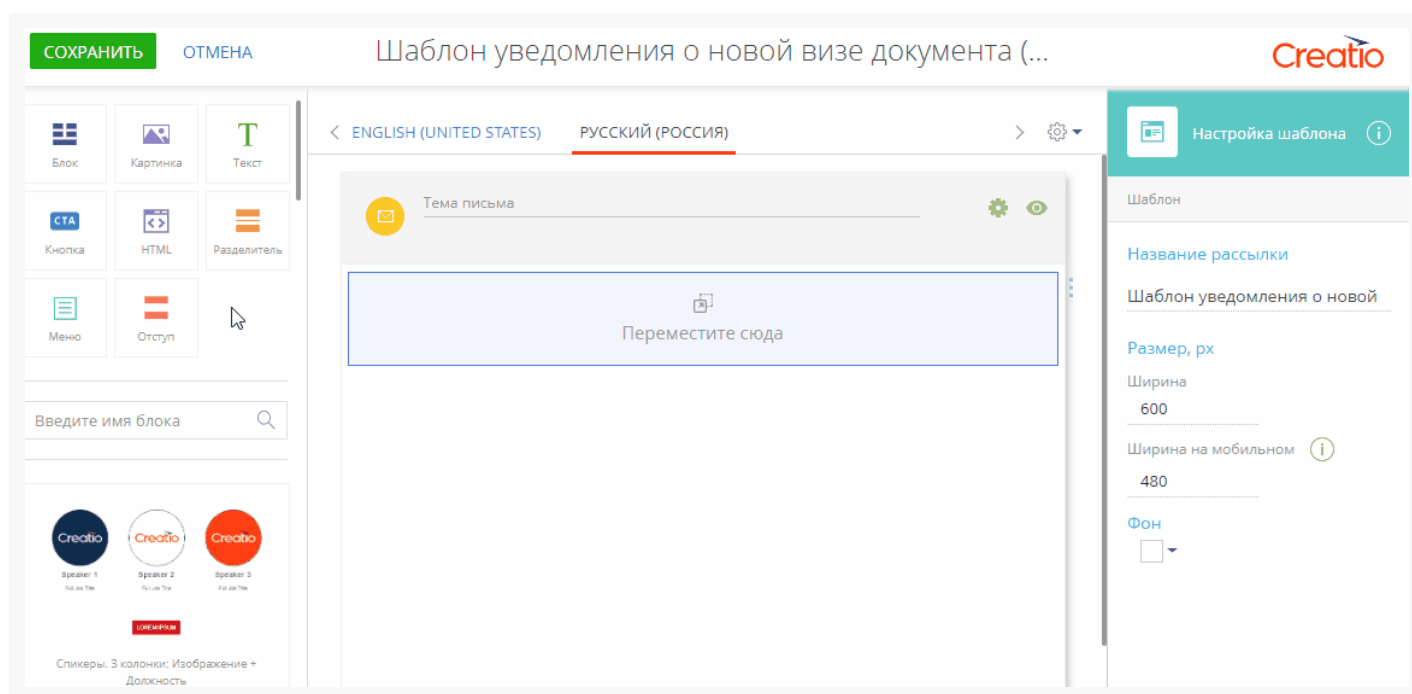 СОХРАНИТЬ ОТМЕНА Шаблон уведомления о новой визе документа (... Creatio
Блок Картинка Текст
CTA
Кнопка HTML Разделитель
Меню Отступ
Введите имя блока
Creatio Creatio Creatio
Speaker 1 Speaker 2 Speaker 3
LOREM IPSUM
Спикеры. 3 колонки: Изображение +
Должность
ENGLISH (UNITED STATES) РУССКИЙ (РОССИЯ)
Тема письма
Переместите сюда
Настройка шаблона
Шаблон
Название рассылки
Шаблон уведомления о новой
Размер, px
Ширина
600
Ширина на мобильном
480
Фон